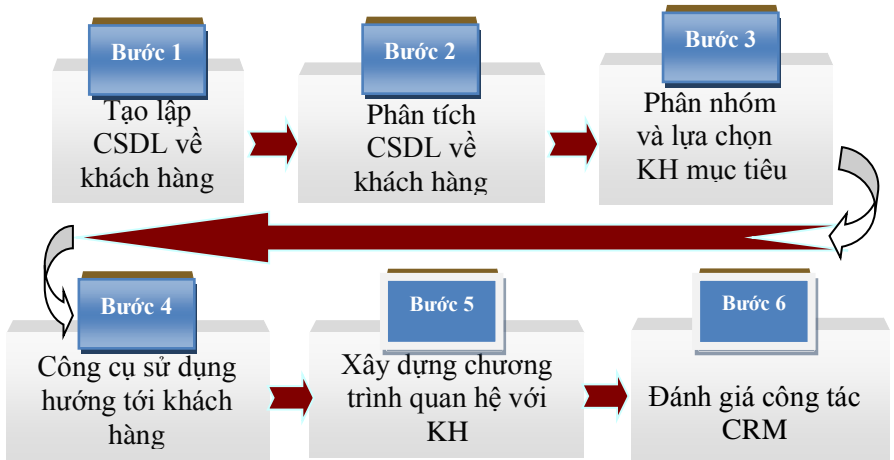 Bước 1
Tạo lập
CSDL về
khách hàng
Bước 2
Phân tích
CSDL về
khách hàng
Bước 3
Phân nhóm
và lựa chọn
KH mục tiêu
Bước 4
Công cụ sử dụng
hướng tới khách
hàng
Bước 5
Xây dựng chương
trình quan hệ với
KH
Bước 6
Đánh giá công tác
CRM